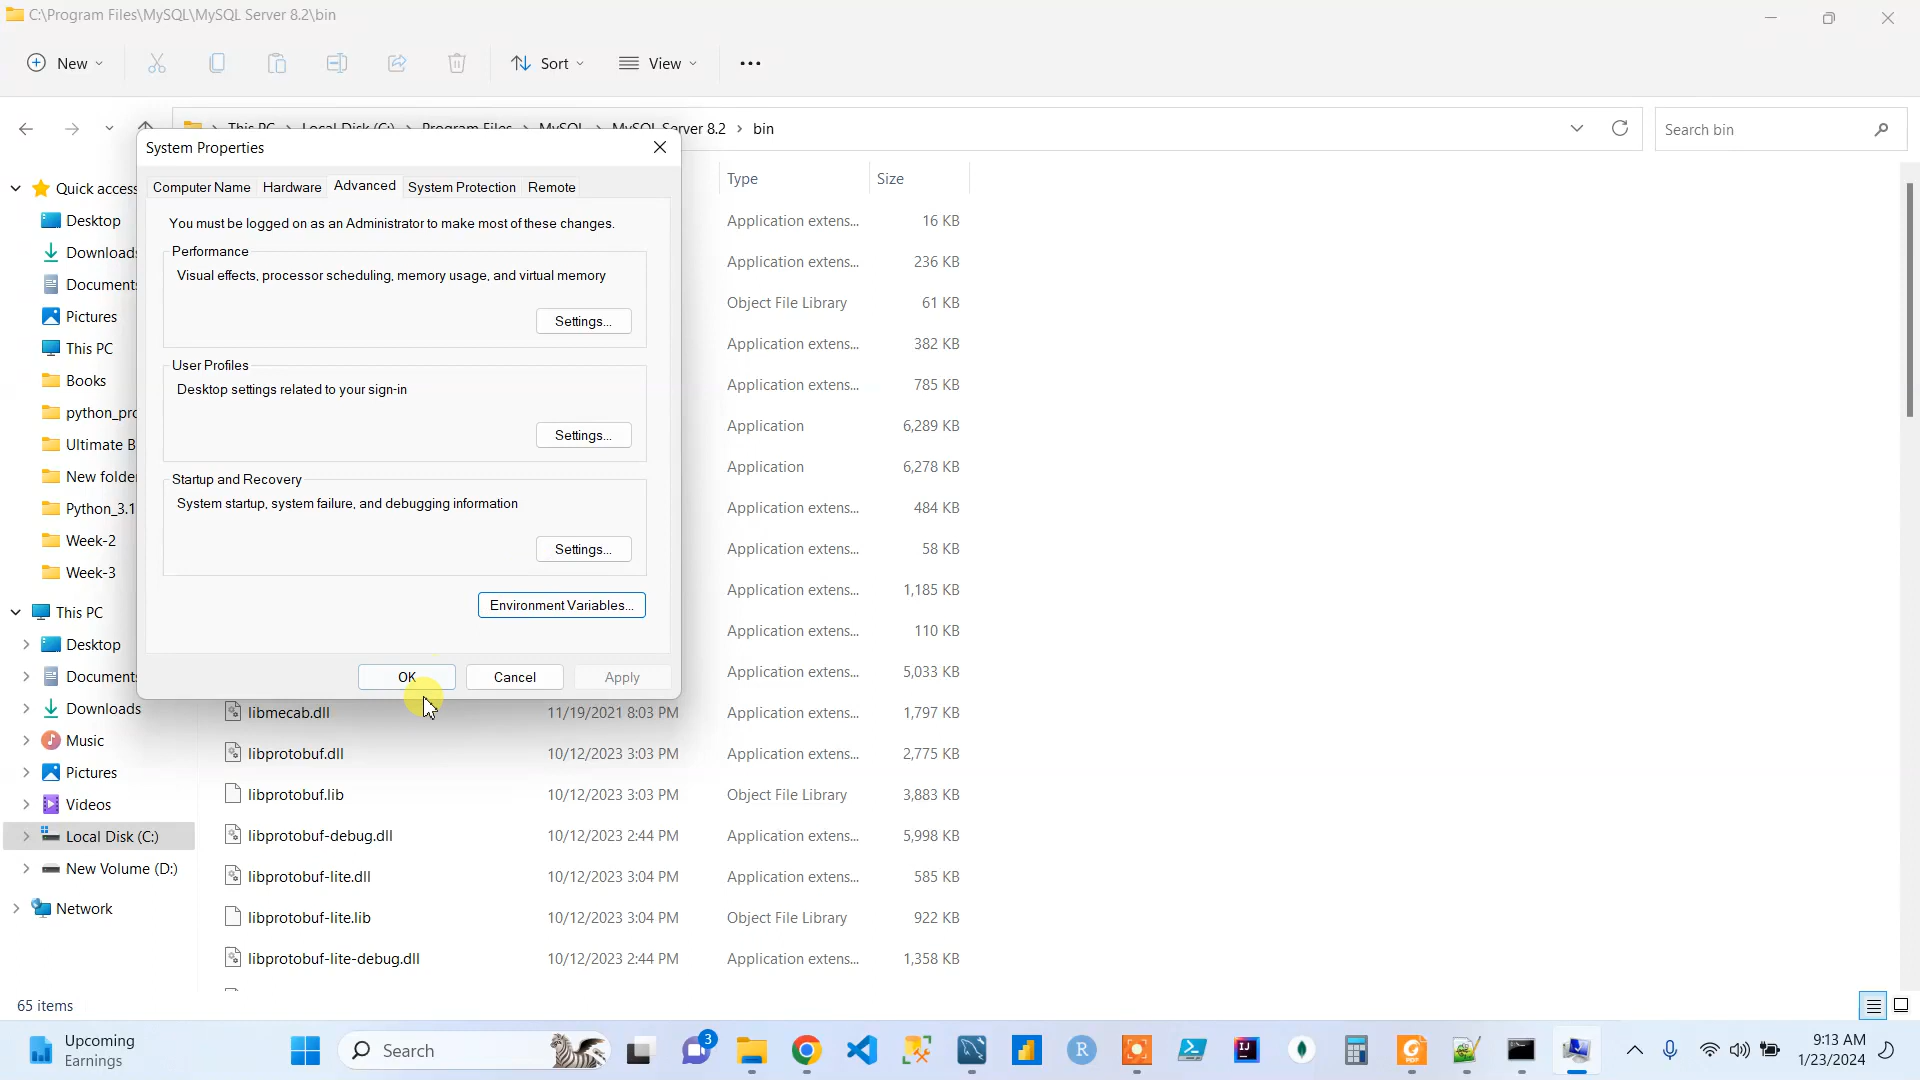 C:\Program Files\MySQL\MySQL Server 8.2\bin
New
Sort
View
This PC Local Disk (C:) Program Files MySQL MySQL Server 8.2 bin
Search bin
System Properties
Computer Name Hardware Advanced System Protection Remote
You must be logged on as an Administrator to make most of these changes.
Performance
Visual effects, processor scheduling, memory usage, and virtual memory
Settings...
User Profiles
Desktop settings related to your sign-in
Settings...
Startup and Recovery
System startup, system failure, and debugging information
Settings...
Environment Variables...
OK Cancel Apply
Quick access
Desktop
Downloads
Documents
Pictures
This PC
Books
python_pro
Ultimate B
New folder
Python_3.1
Week-2
Week-3
This PC
Desktop
Documents
Downloads
Music
Pictures
Videos
Local Disk (C:)
New Volume (D:)
Network
Type Size
Application extens... 16 KB
Application extens... 236 KB
Object File Library 61 KB
Application extens... 382 KB
Application extens... 785 KB
Application 6,289 KB
Application 6,278 KB
Application extens... 484 KB
Application extens... 58 KB
Application extens... 1,185 KB
Application extens... 110 KB
Application extens... 5,033 KB
libmecab.dll 11/19/2021 8:03 PM Application extens... 1,797 KB
libprotobuf.dll 10/12/2023 3:03 PM Application extens... 2,775 KB
libprotobuf.lib 10/12/2023 3:03 PM Object File Library 3,883 KB
libprotobuf-debug.dll 10/12/2023 2:44 PM Application extens... 5,998 KB
libprotobuf-lite.dll 10/12/2023 3:04 PM Application extens... 585 KB
libprotobuf-lite.lib 10/12/2023 3:04 PM Object File Library 922 KB
libprotobuf-lite-debug.dll 10/12/2023 2:44 PM Application extens... 1,358 KB
65 items
Upcoming
Earnings
Search
3
R
PDF
9:13 AM
1/23/2024